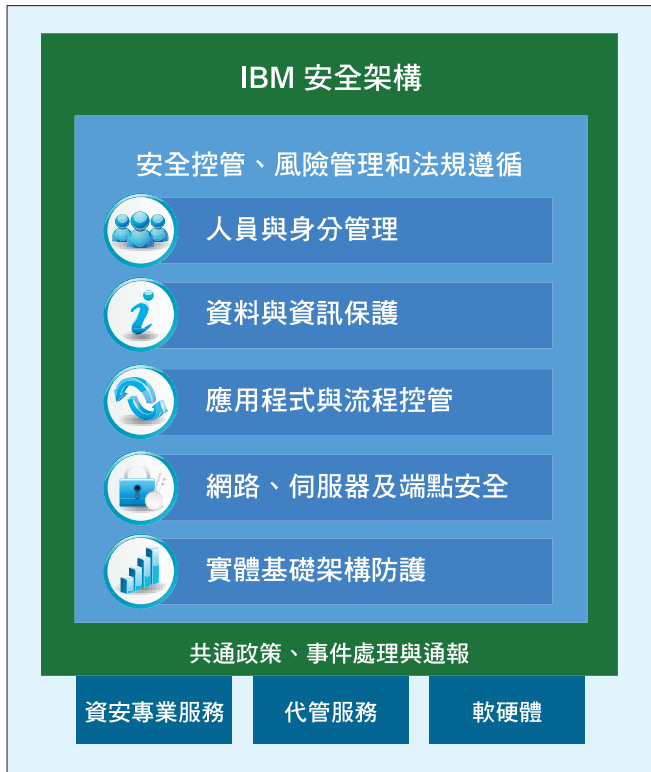 IBM 安全架構
安全控管、風險管理和法規遵循
人員與身分管理
資料與資訊保護
應用程式與流程控管
網路、伺服器及端點安全
實體基礎架構防護
共通政策、事件處理與通報
資安專業服務
代管服務
軟硬體